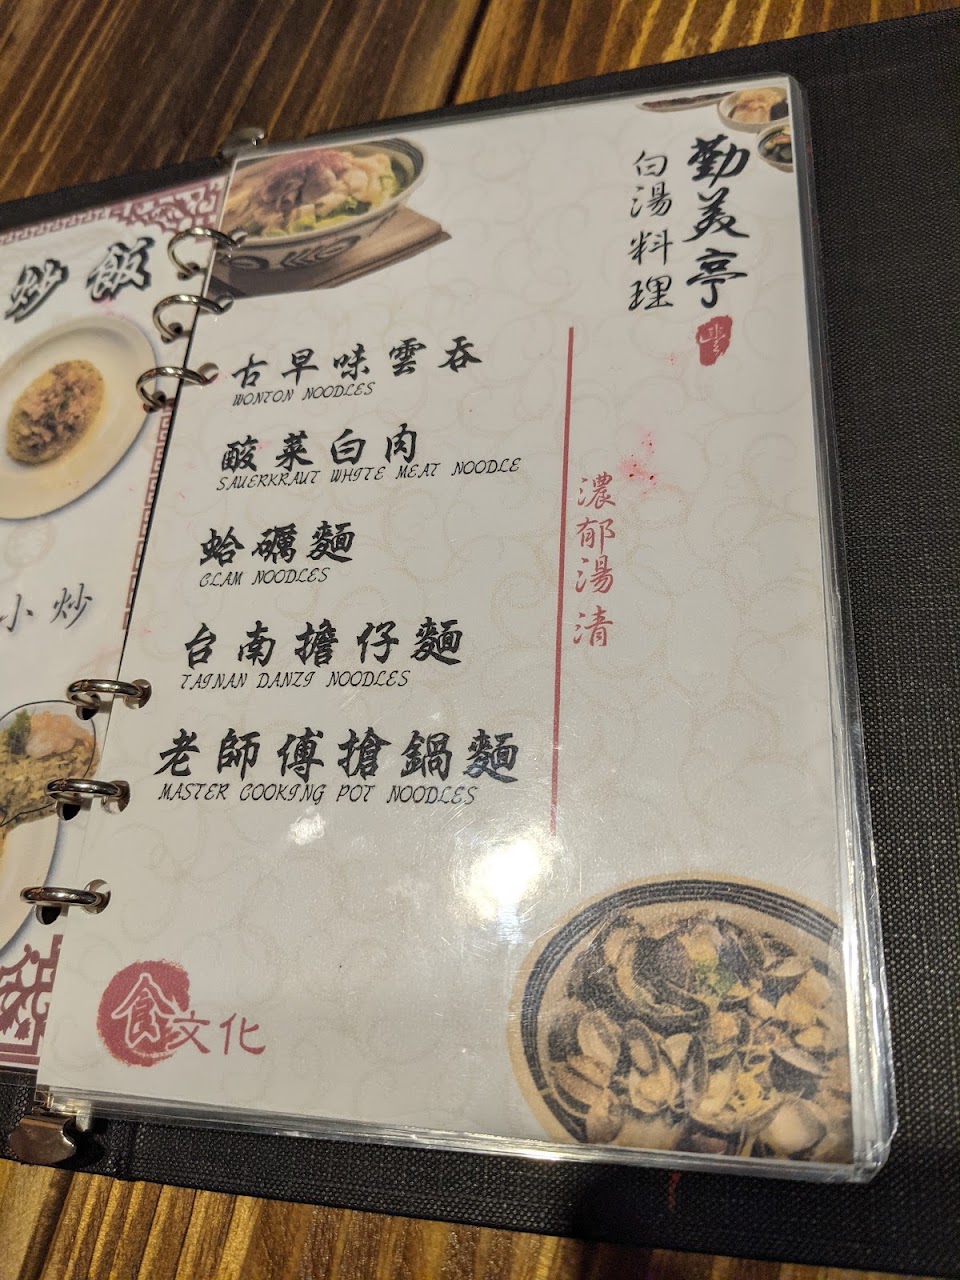 炒飯
小炒
勤美亭
白湯料理
濃郁湯清
古早味雲吞
WONTON NOODLES
酸菜白肉
SAUERKRAUT WHITE MEAT NOODLE
蛤礪麵
CLAM NOODLES
台南擔仔麵
TAINAN DANZI NOODLES
老師傅搶鍋麵
MASTER COOKING POT NOODLES
食文化